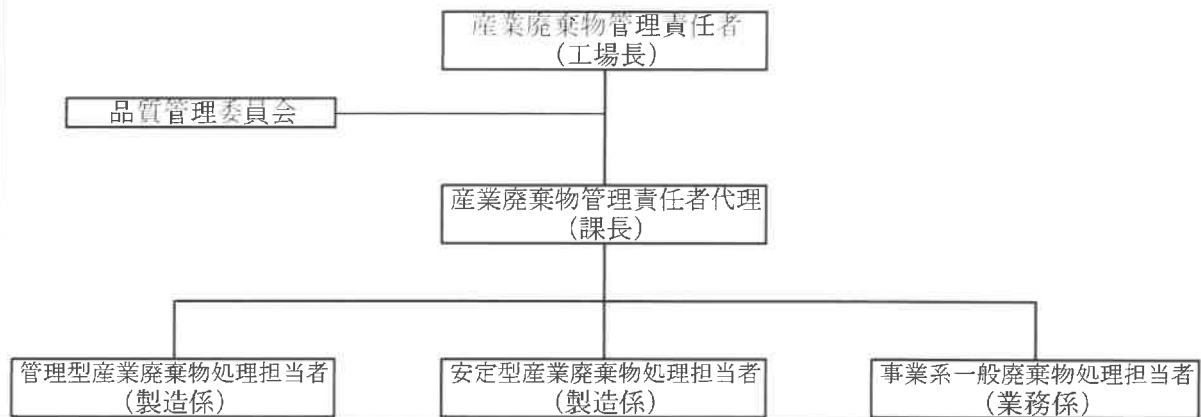 産業廃棄物管理責任者
（工場長）
品質管理委員会
産業廃棄物管理責任者代理
（課長）
管理型産業廃棄物処理担当者
（製造係）
安定型産業廃棄物処理担当者
（製造係）
事業系一般廃棄物処理担当者
（業務係）